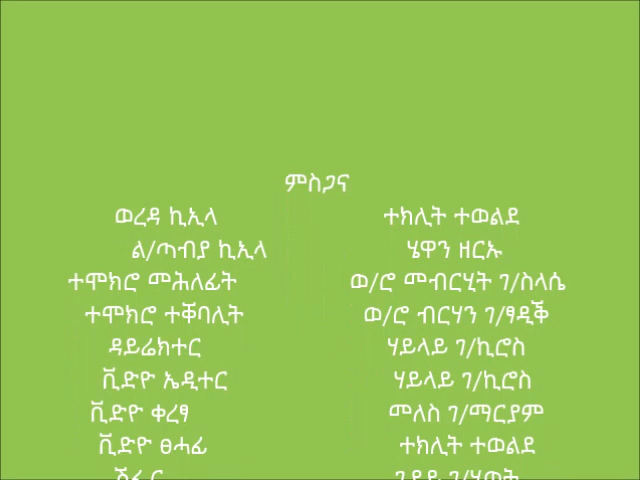 ምስጋና
ወረዳ ኪኢላ ተክሊት ተወልደ
ል/ጣብያ ኪኢላ ሄዋን ዘርኡ
ተሞክሮ መሕለፊት ወ/ሮ መብርሂት ገ/ስላሴ
ተሞክሮ ተቐባሊት ወ/ሮ ብርሃን ገ/ፃዲቅ
ዳይሬክተር ሃይላይ ገ/ኪሮስ
ቪድዮ ኤዲተር ሃይላይ ገ/ኪሮስ
ቪድዮ ቀረፃ መለስ ገ/ማርያም
ቪድዮ ፀሓፊ ተክሊት ተወልደ